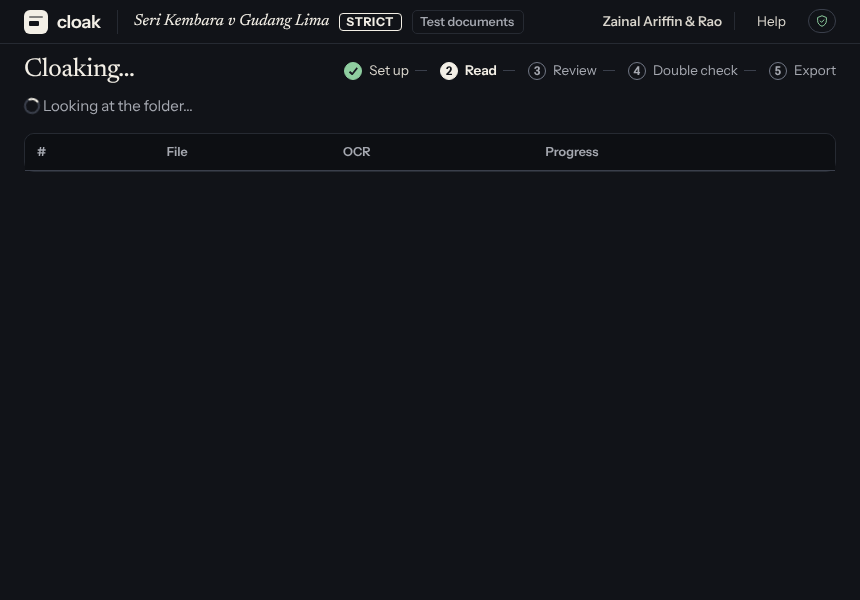 cloak
Seri Kembara v Gudang Lima
STRICT
Test documents
Zainal Ariffin & Rao
Help
Cloaking...
Set up
2 Read
3 Review
4 Double check
5 Export
Looking at the folder...
# File OCR Progress